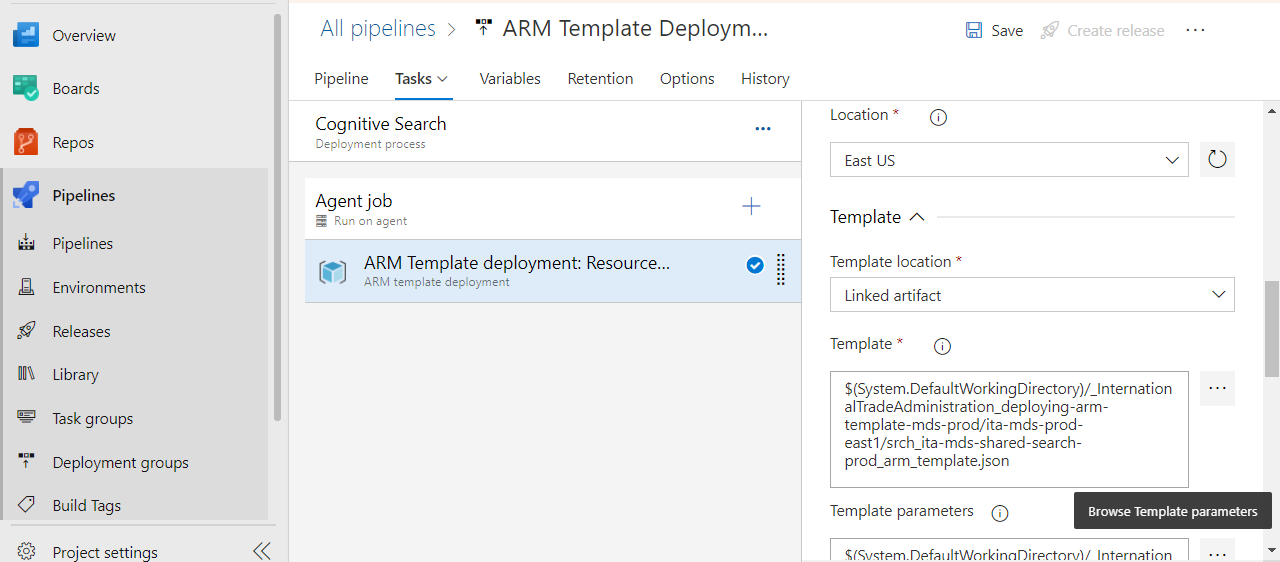 Overview
Boards
Repos
Pipelines
Pipelines
Environments
Releases
Library
Task groups
Deployment groups
Build Tags
Project settings
All pipelines > ARM Template Deploym...
Save
Create release
...
Pipeline
Tasks
Variables
Retention
Options
History
Cognitive Search
Deployment process
...
Agent job
Run on agent
ARM Template deployment: Resource...
ARM template deployment
Location *
East US
Template
Template location *
Linked artifact
Template *
$(System.DefaultWorkingDirectory)/_Internation
alTradeAdministration_deploying-arm-
template-mds-prod/ita-mds-prod-
east1/srch_ita-mds-shared-search-
prod_arm_template.json
...
Template parameters
Browse Template parameters
$(System.DefaultWorkingDirectory)/_Internation
...